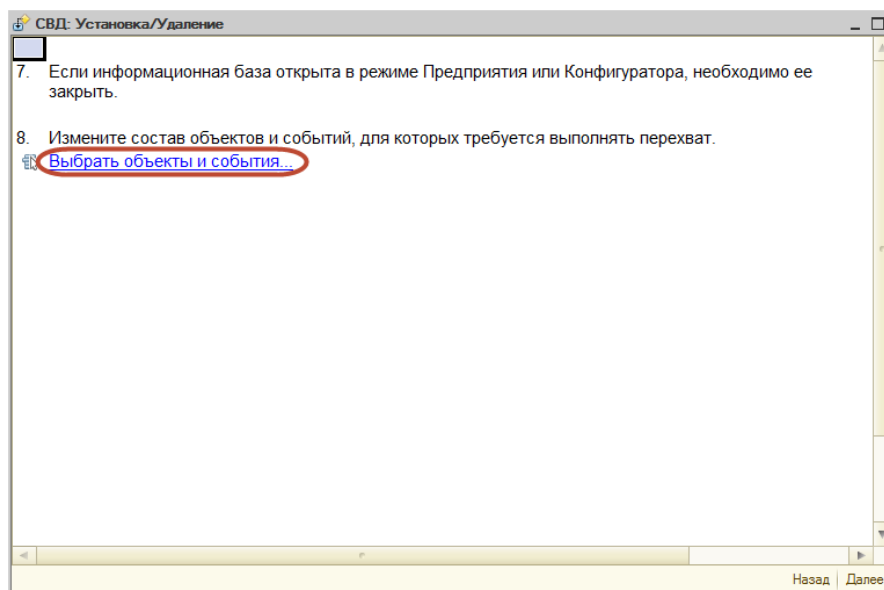 СВД: Установка/Удаление
7. Если информационная база открыта в режиме Предприятия или Конфигуратора, необходимо ее
закрыть.
8. Измените состав объектов и событий, для которых требуется выполнять перехват.
Выбрать объекты и события...
Назад Далее